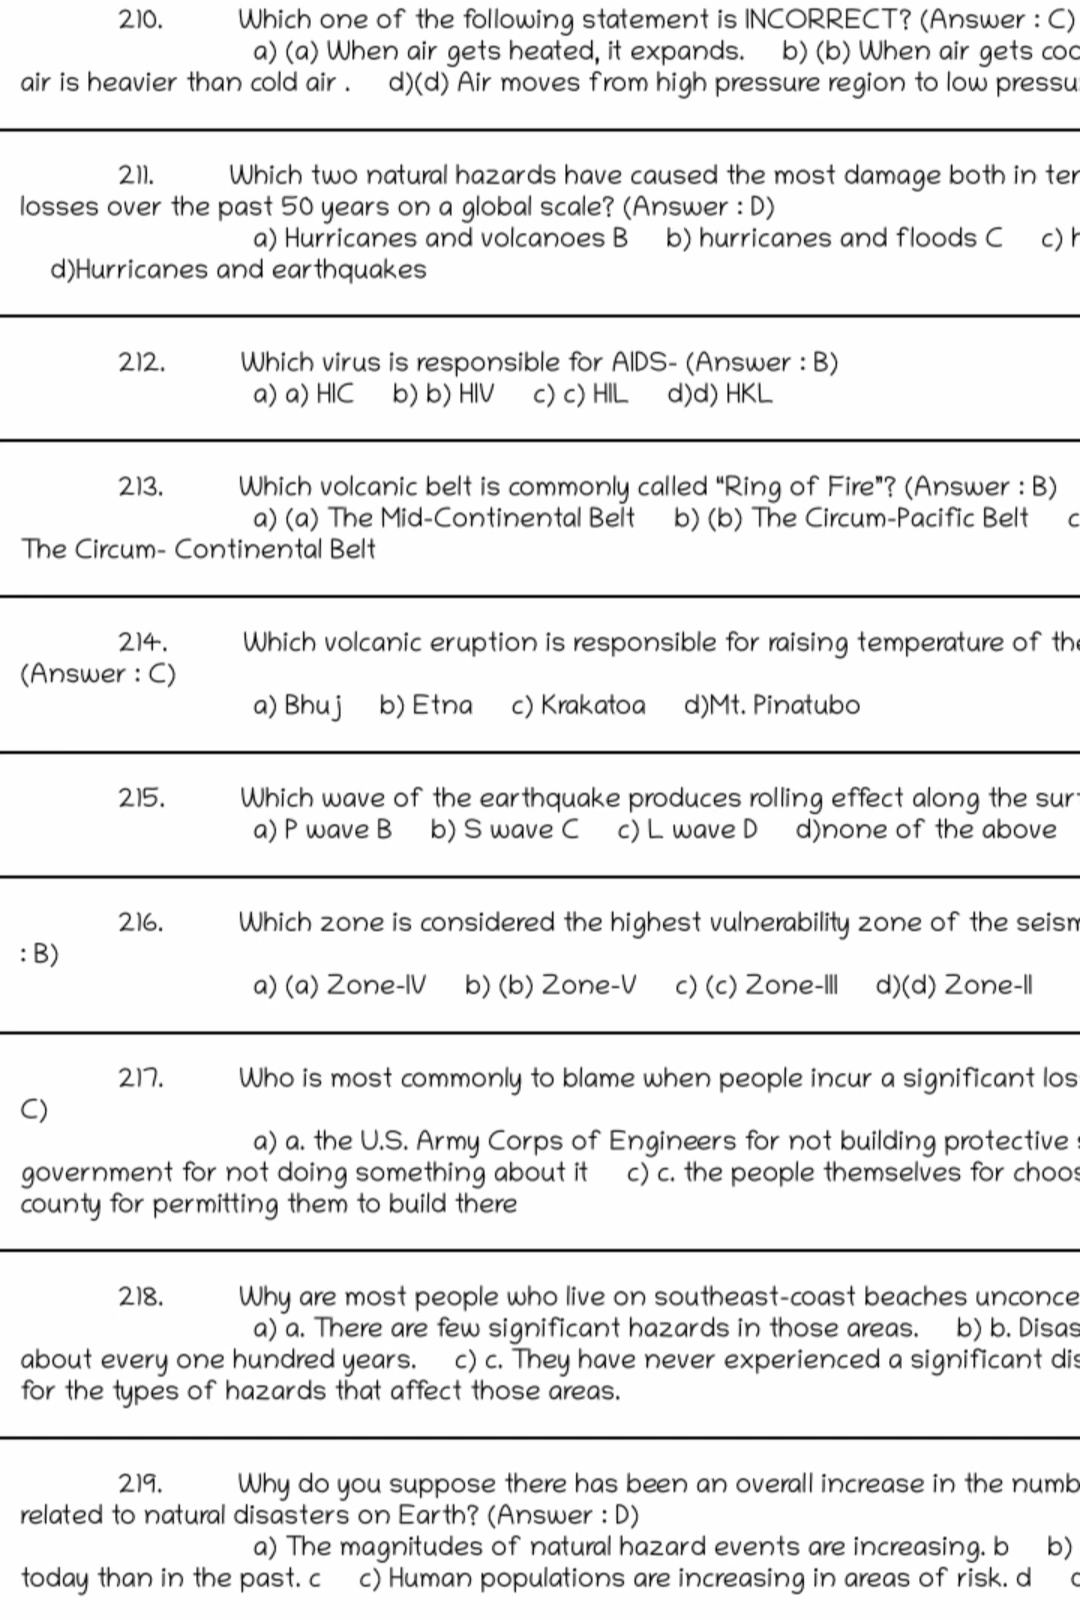 210. Which one of the following statement is INCORRECT? (Answer : C)
a) (a) When air gets heated, it expands. b) (b) When air gets
air is heavier than cold air . d)(d) Air moves from high pressure region to low
211. Which two natural hazards have caused the most damage both in
losses over the past 50 years on a global scale? (Answer : D)
a) Hurricanes and volcanoes B b) hurricanes and floods C c)
d)Hurricanes and earthquakes
212. Which virus is responsible for AIDS- (Answer : B)
a) a) HIC b) b) HIV c) c) HIL d)d) HKL
213. Which volcanic belt is commonly called "Ring of Fire"? (Answer : B)
a) (a) The Mid-Continental Belt b) (b) The Circum-Pacific Belt c
The Circum- Continental Belt
214. Which volcanic eruption is responsible for raising temperature of
(Answer : C)
a) Bhuj b) Etna c) Krakatoa d)Mt. Pinatubo
215. Which wave of the earthquake produces rolling effect along the
a) P wave B b) S wave C c) L wave D d)none of the above
216. Which zone is considered the highest vulnerability zone of the
: B)
a) (a) Zone-IV b) (b) Zone-V c) (c) Zone-III d)(d) Zone-II
217. Who is most commonly to blame when people incur a significant
C)
a) a. the U.S. Army Corps of Engineers for not building protective
government for not doing something about it c) c. the people themselves for
county for permitting them to build there
218. Why are most people who live on southeast-coast beaches
a) a. There are few significant hazards in those areas. b) b.
about every one hundred years. c) c. They have never experienced a significant
for the types of hazards that affect those areas.
219. Why do you suppose there has been an overall increase in the
related to natural disasters on Earth? (Answer : D)
a) The magnitudes of natural hazard events are increasing. b b)
today than in the past. c c) Human populations are increasing in areas of risk. d